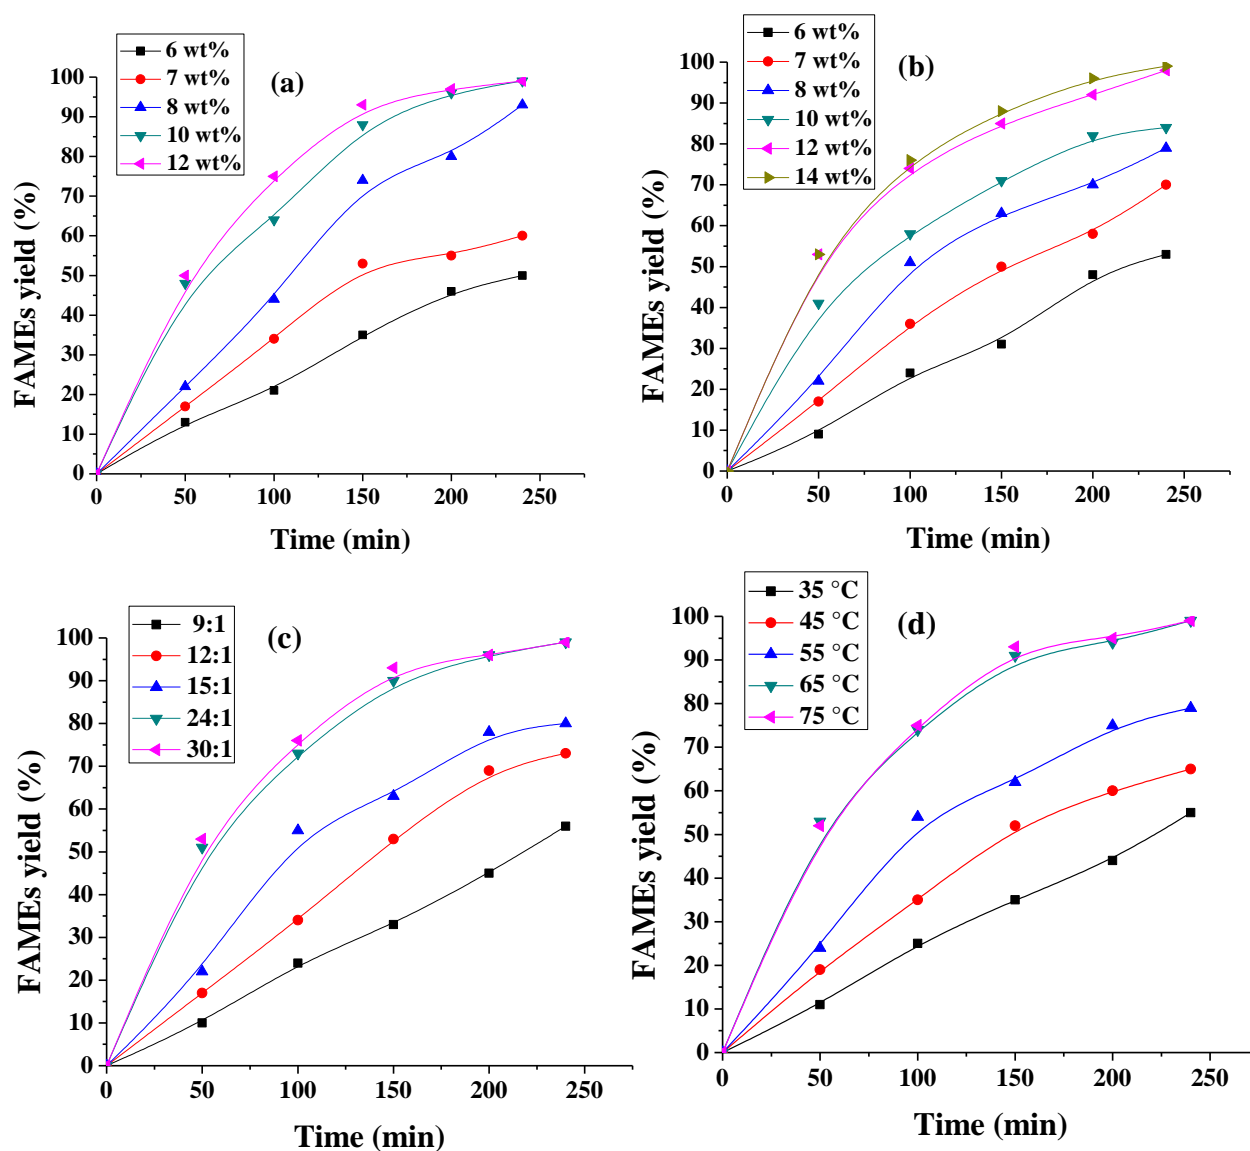 6 wt%
7 wt%
8 wt%
10 wt%
12 wt%
(a)
100
90
80
70
60
50
40
30
20
10
0
FAMEs yield (%)
0 50 100 150 200 250
Time (min)
6 wt%
7 wt%
8 wt%
10 wt%
12 wt%
14 wt%
(b)
100
90
80
70
60
50
40
30
20
10
0
FAMEs yield (%)
0 50 100 150 200 250
Time (min)
9:1
12:1
15:1
24:1
30:1
(c)
100
90
80
70
60
50
40
30
20
10
0
FAMEs yield (%)
0 50 100 150 200 250
Time (min)
35 °C
45 °C
55 °C
65 °C
75 °C
(d)
100
90
80
70
60
50
40
30
20
10
0
FAMEs yield (%)
0 50 100 150 200 250
Time (min)